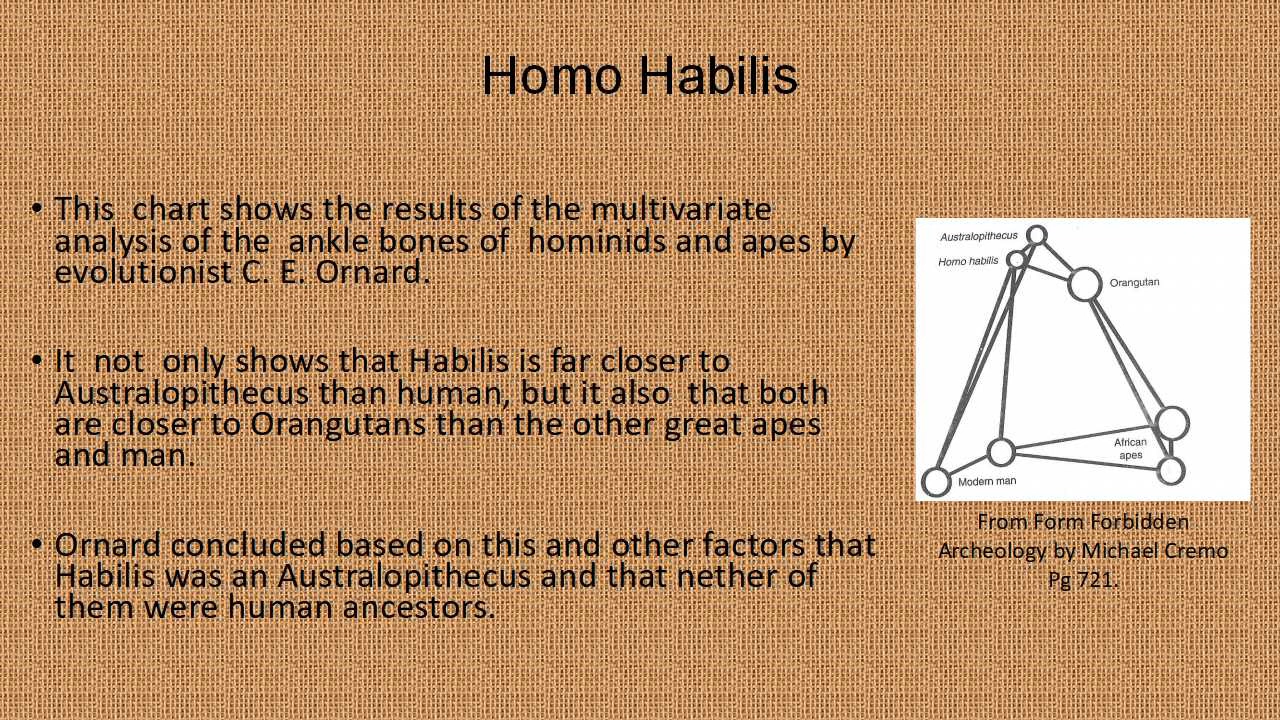 Homo Habilis
• This  chart shows the results of the multivariate
analysis of the  ankle bones of  hominids and apes by
evolutionist C. E. Ornard.
• It  not  only shows that Habilis is far closer to
Australopithecus than human, but it also  that both
are closer to Orangutans than the other great apes
and man.
• Ornard concluded based on this and other factors that
Habilis was an Australopithecus and that nether of
them were human ancestors.
Australopithecus
Homo habilis
Orangutan
African
apes
Modern man
From Form Forbidden
Archeology by Michael Cremo
Pg 721.